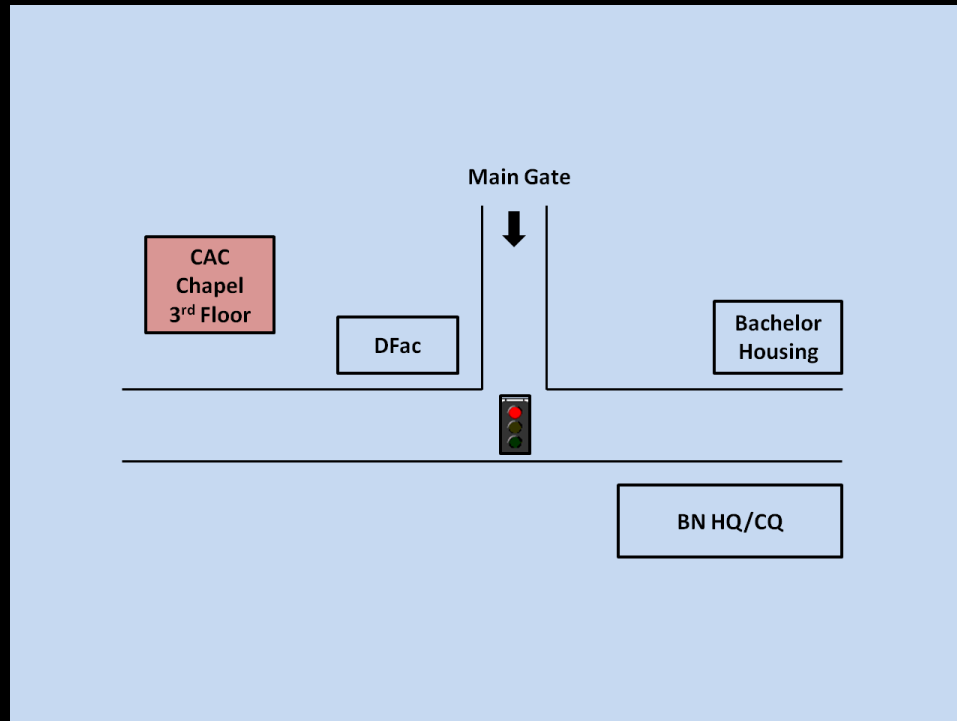 Main Gate
CAC
Chapel
3rd Floor
DFac
Bachelor
Housing
BN HQ/CQ